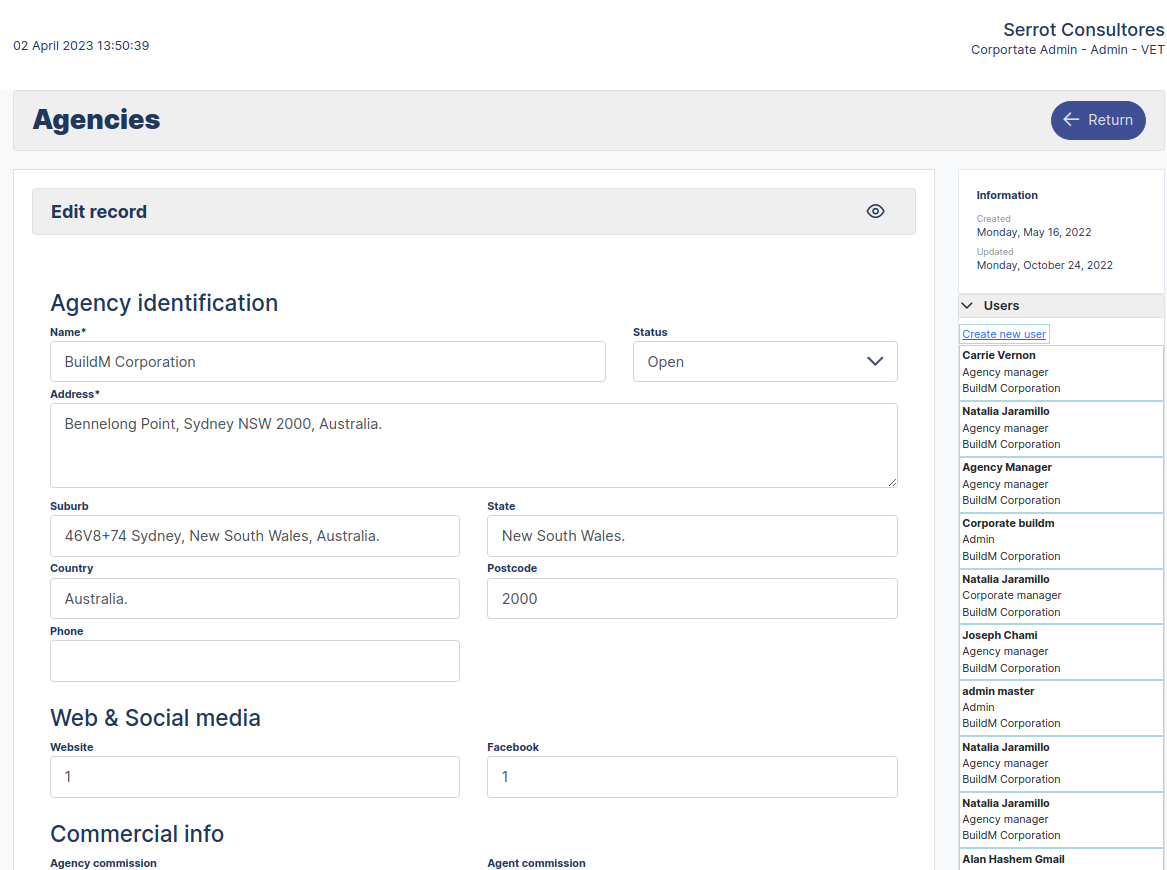 Serrot Consultores
02 April 2023 13:50:39
Corportate Admin - Admin - VET
Agencies
Return
Edit record
Agency identification
Name*
Status
BuildM Corporation
Open
Address*
Bennelong Point, Sydney NSW 2000, Australia.
Suburb
State
46V8+74 Sydney, New South Wales, Australia.
New South Wales.
Country
Postcode
Australia.
2000
Phone
Web & Social media
Website
Facebook
1
1
Commercial info
Agency commission
Agent commission
Information
Created
Monday, May 16, 2022
Updated
Monday, October 24, 2022
Users
Create new user
Carrie Vernon
Agency manager
BuildM Corporation
Natalia Jaramillo
Agency manager
BuildM Corporation
Agency Manager
Agency manager
BuildM Corporation
Corporate buildm
Admin
BuildM Corporation
Natalia Jaramillo
Corporate manager
BuildM Corporation
Joseph Chami
Agency manager
BuildM Corporation
admin master
Admin
BuildM Corporation
Natalia Jaramillo
Agency manager
BuildM Corporation
Natalia Jaramillo
Agency manager
BuildM Corporation
Alan Hashem Gmail